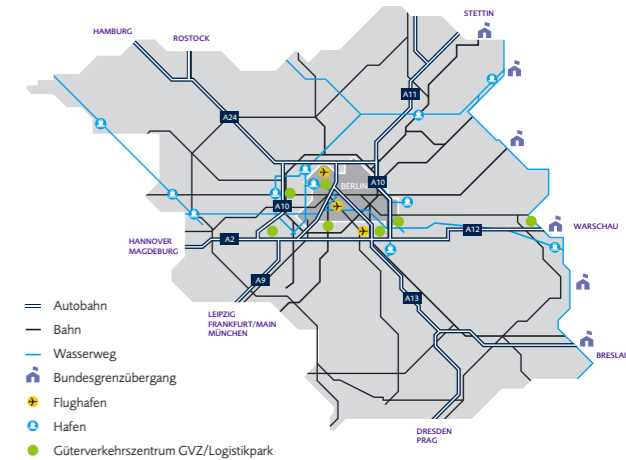 STETTIN
HAMBURG
ROSTOCK
A11
A24
BERLIN
A10
A10
A12
WARSCHAU
A2
HANNOVER
MAGDEBURG
A9
A13
LEIPZIG
FRANKFURT/MAIN
MÜNCHEN
BRESLAU
DRESDEN
PRAG
Autobahn
Bahn
Wasserweg
Bundesgrenzübergang
Flughafen
Hafen
Güterverkehrszentrum GVZ/Logistikpark